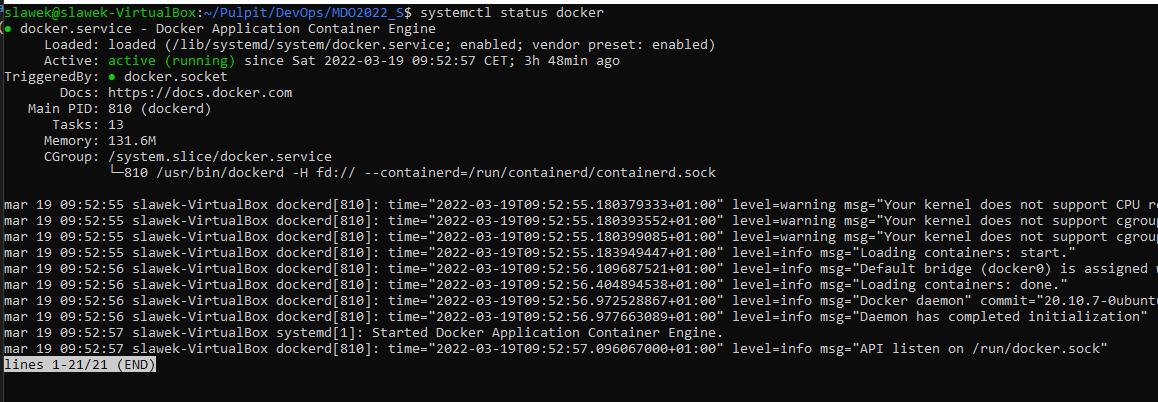 slawek@slawek-VirtualBox:~/Pulpit/DevOps/MDO2022_S$ systemctl status docker
● docker.service - Docker Application Container Engine
     Loaded: loaded (/lib/systemd/system/docker.service; enabled; vendor preset: enabled)
     Active: active (running) since Sat 2022-03-19 09:52:57 CET; 3h 48min ago
TriggeredBy: ● docker.socket
       Docs: https://docs.docker.com
   Main PID: 810 (dockerd)
      Tasks: 13
     Memory: 131.6M
     CGroup: /system.slice/docker.service
             └─810 /usr/bin/dockerd -H fd:// --containerd=/run/containerd/containerd.sock
mar 19 09:52:55 slawek-VirtualBox dockerd[810]: time="2022-03-19T09:52:55.180379333+01:00" level=warning msg="Your kernel does not support CPU re
mar 19 09:52:55 slawek-VirtualBox dockerd[810]: time="2022-03-19T09:52:55.180393552+01:00" level=warning msg="Your kernel does not support cgroup
mar 19 09:52:55 slawek-VirtualBox dockerd[810]: time="2022-03-19T09:52:55.180399085+01:00" level=warning msg="Your kernel does not support cgroup
mar 19 09:52:55 slawek-VirtualBox dockerd[810]: time="2022-03-19T09:52:55.183949447+01:00" level=info msg="Loading containers: start."
mar 19 09:52:56 slawek-VirtualBox dockerd[810]: time="2022-03-19T09:52:56.109687521+01:00" level=info msg="Default bridge (docker0) is assigned
mar 19 09:52:56 slawek-VirtualBox dockerd[810]: time="2022-03-19T09:52:56.404894538+01:00" level=info msg="Loading containers: done."
mar 19 09:52:56 slawek-VirtualBox dockerd[810]: time="2022-03-19T09:52:56.972528867+01:00" level=info msg="Docker daemon" commit="20.10.7-0ubuntu
mar 19 09:52:56 slawek-VirtualBox dockerd[810]: time="2022-03-19T09:52:56.977663089+01:00" level=info msg="Daemon has completed initialization"
mar 19 09:52:57 slawek-VirtualBox systemd[1]: Started Docker Application Container Engine.
mar 19 09:52:57 slawek-VirtualBox dockerd[810]: time="2022-03-19T09:52:57.096067000+01:00" level=info msg="API listen on /run/docker.sock"
lines 1-21/21 (END)